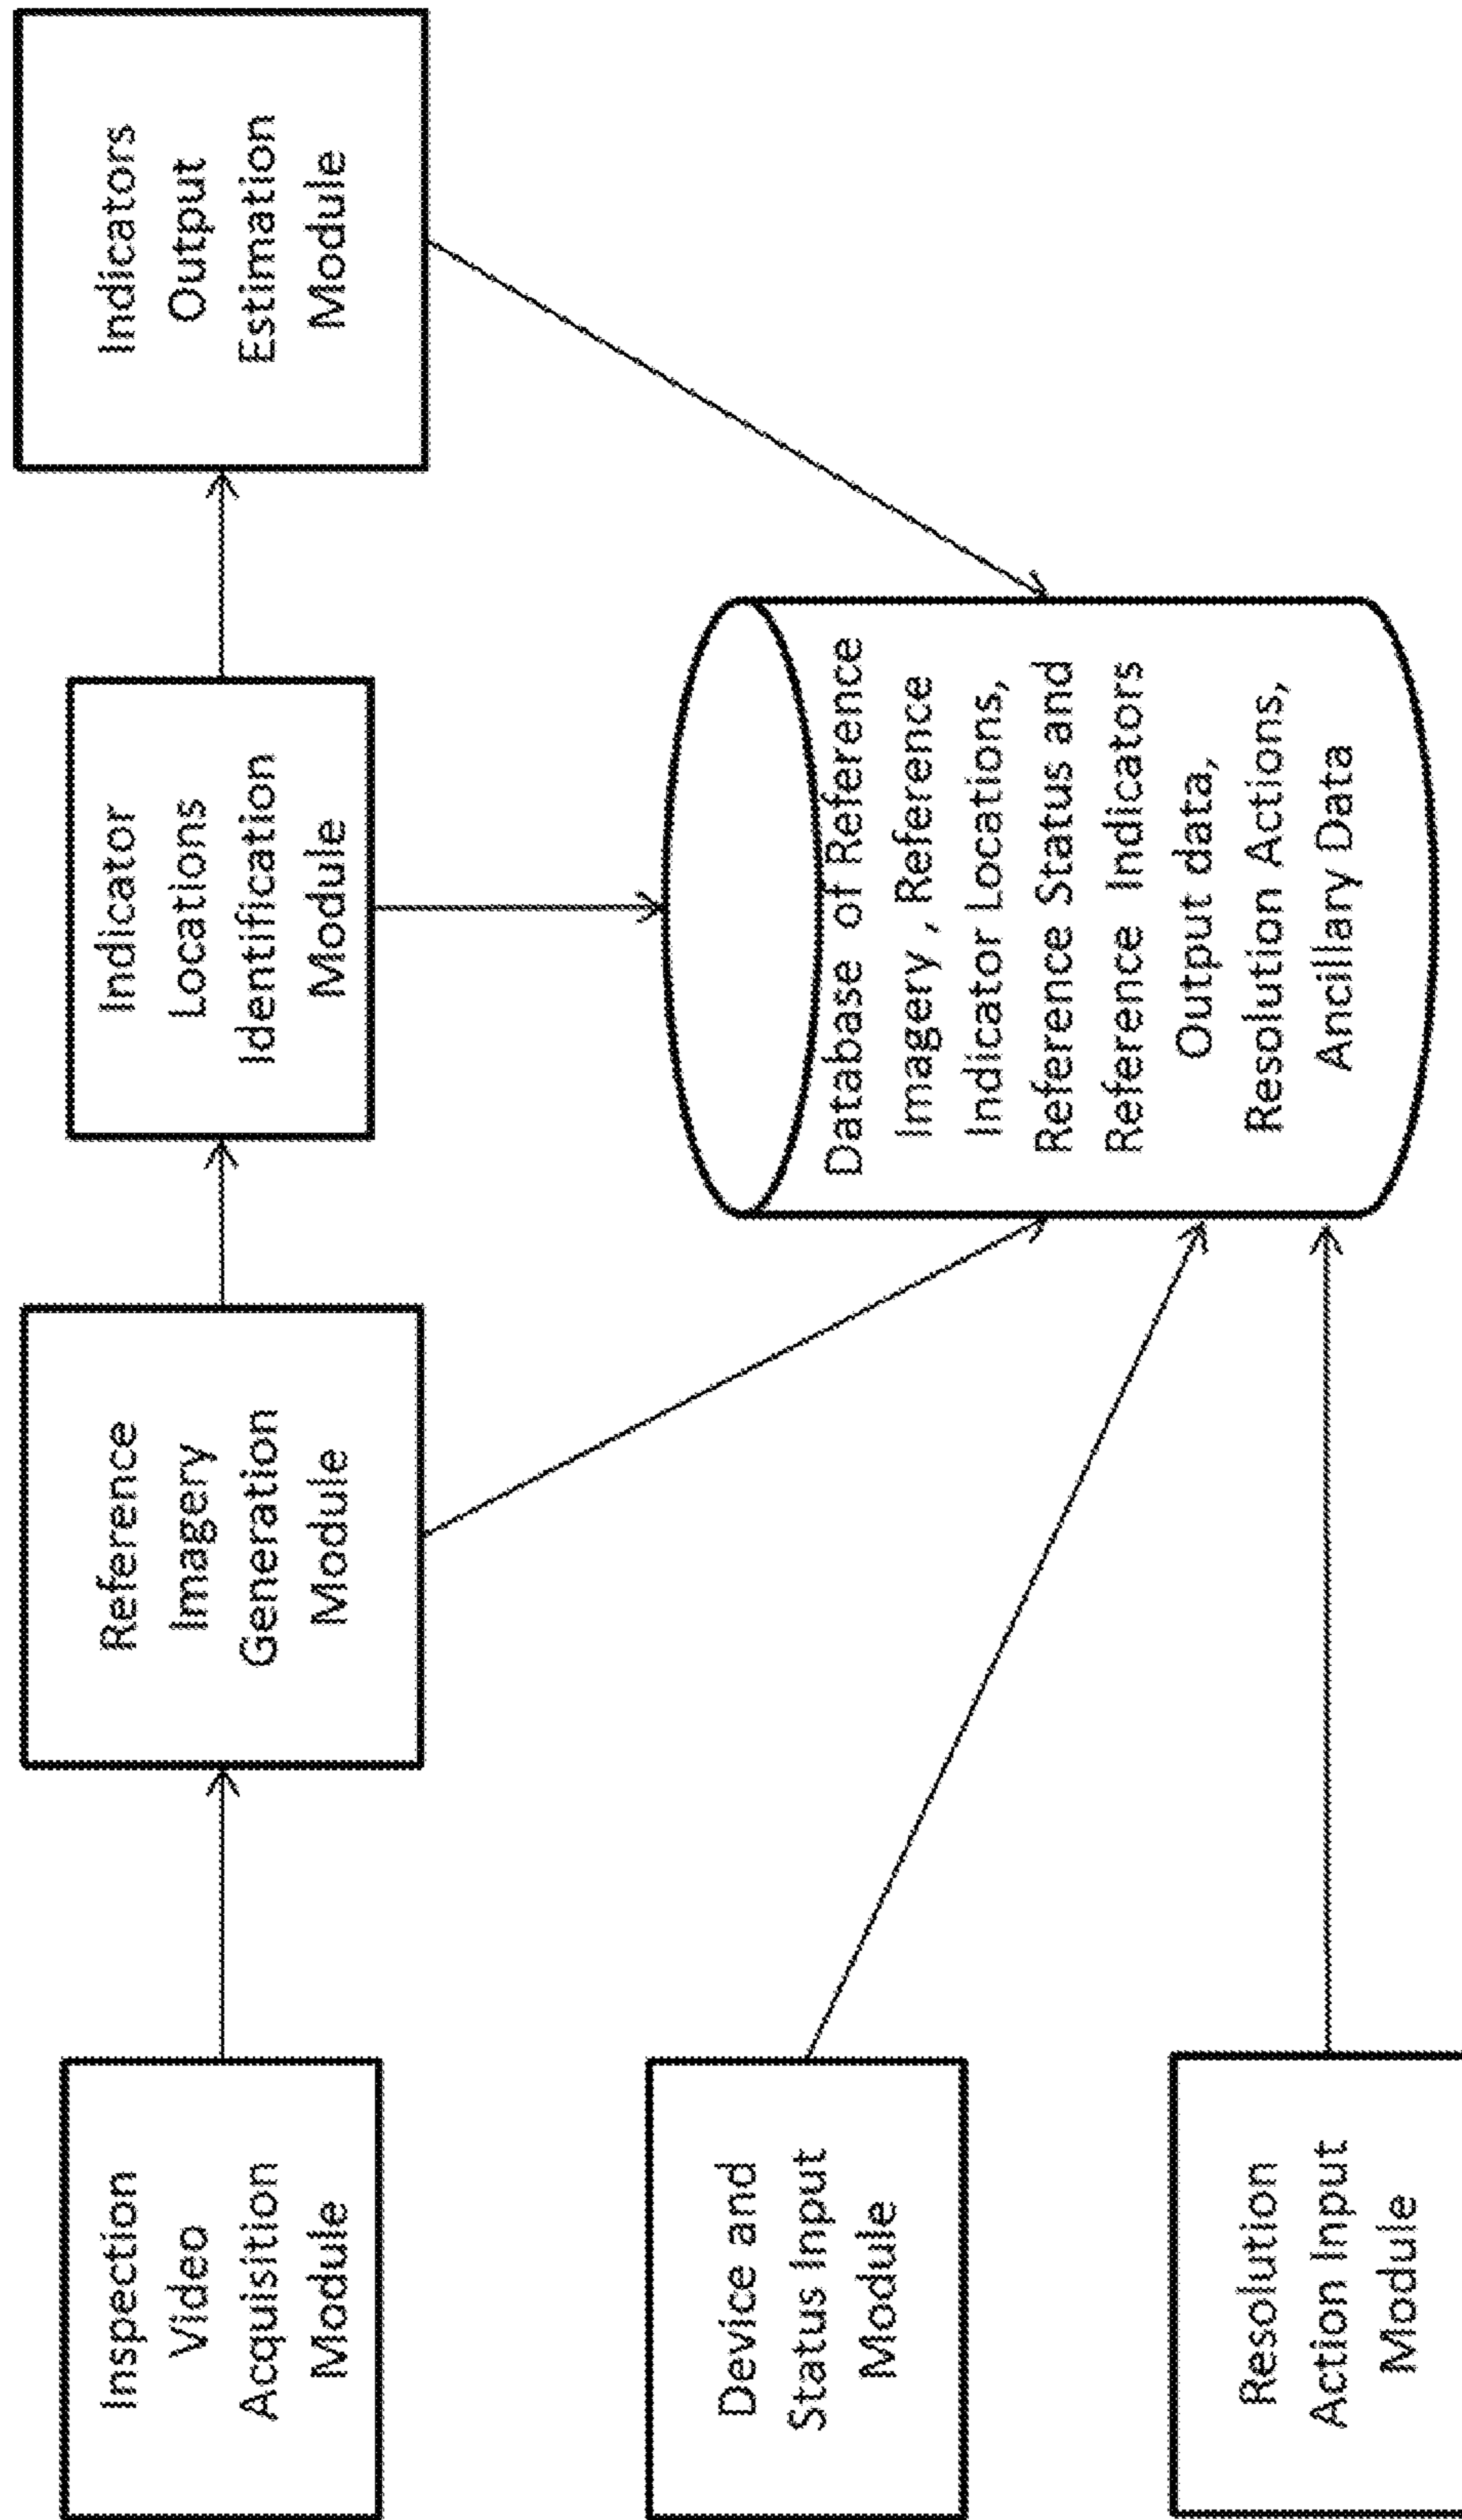 Inspection
Video
Acquisition
Module
Reference
Imagery
Generation
Module
Indicator
Locations
Identification
Module
Indicators
Output
Estimation
Module
Device and
Status Input
Module
Database of Reference
Imagery , Reference
Indicator Locations,
Reference Status and
Reference Indicators
Output data,
Resolution Actions,
Ancillary Data
Resolution
Action Input
Module